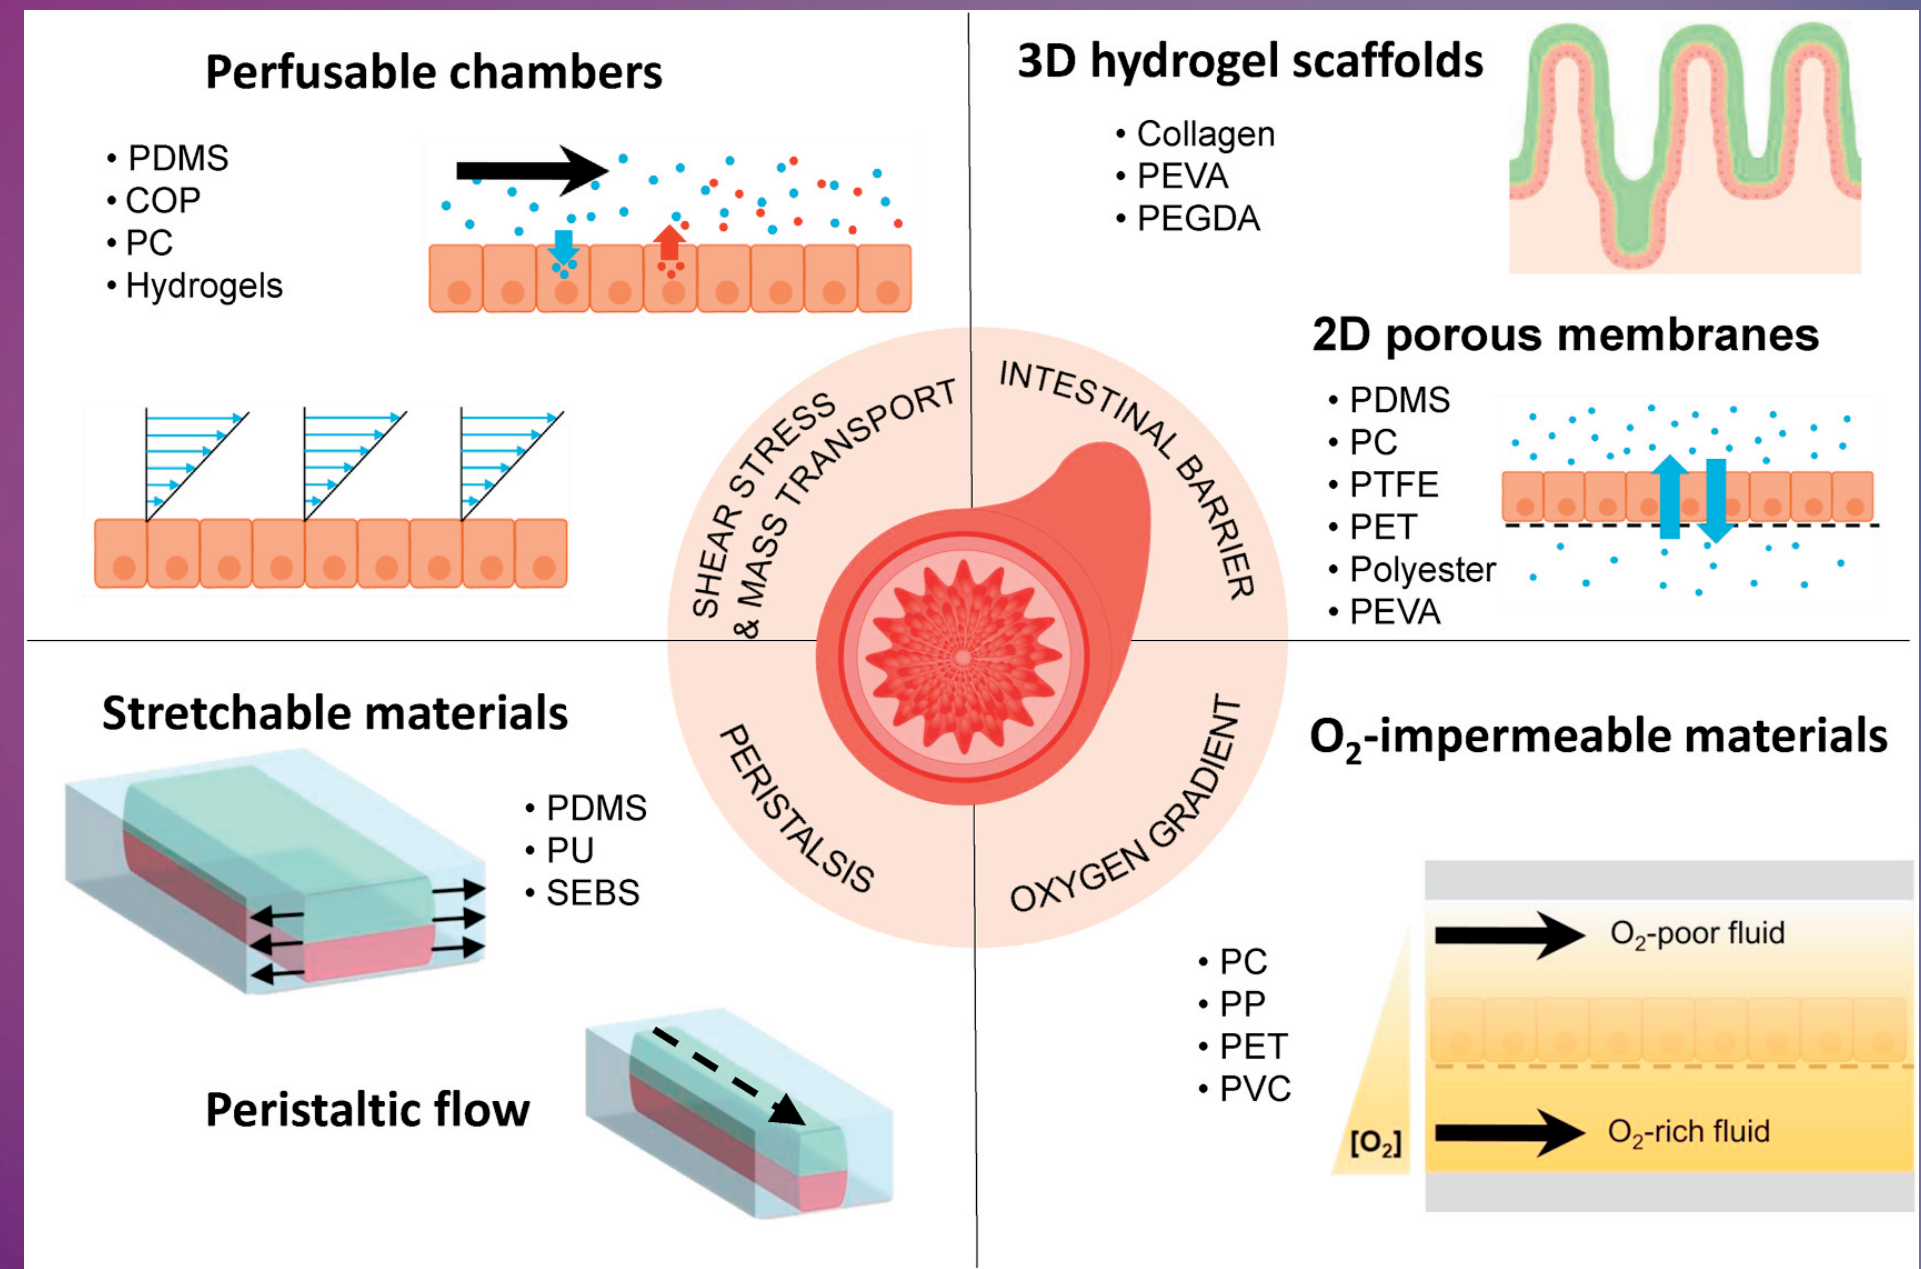 Perfusable chambers
• PDMS
• COP
• PC
• Hydrogels
3D hydrogel scaffolds
• Collagen
• PEVA
• PEGDA
2D porous membranes
• PDMS
• PC
• PTFE
• PET
• Polyester
• PEVA
SHEAR STRESS
& MASS TRANSPORT
INTESTINAL BARRIER
PERISTALSIS
OXYGEN GRADIENT
Stretchable materials
• PDMS
• PU
• SEBS
Peristaltic flow
O₂-impermeable materials
• PC
• PP
• PET
• PVC
[O₂]
O₂-poor fluid
O₂-rich fluid